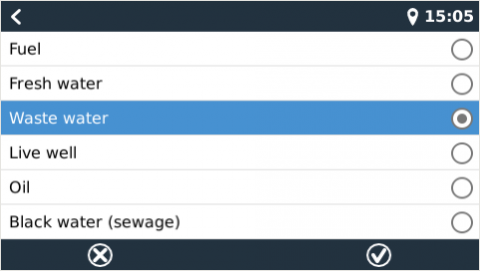 15:05
Fuel
Fresh water
Waste water
Live well
Oil
Black water (sewage)